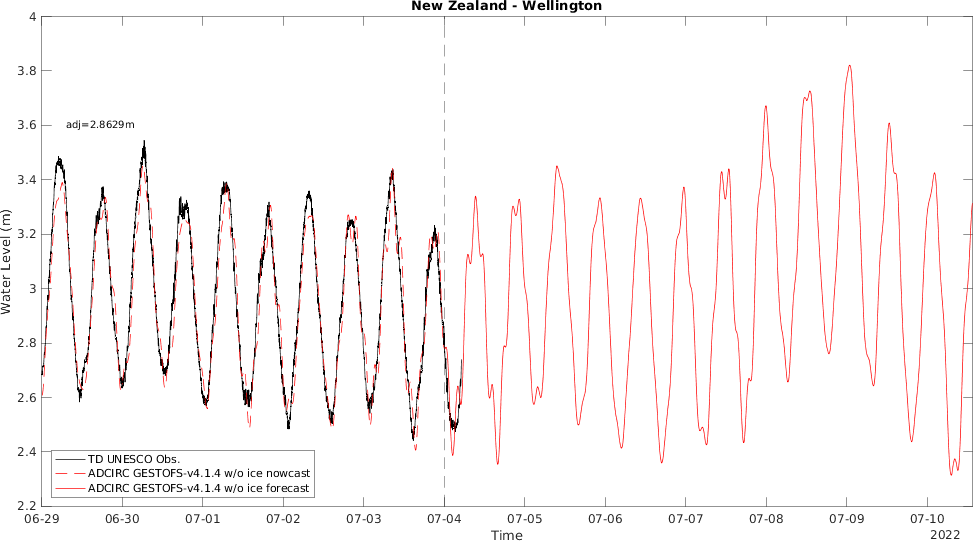 New Zealand - Wellington
4
3.8
3.6
3.4
3.2
3
2.8
2.6
2.4
2.2
Water Level (m)
adj=2.8629m
TD UNESCO Obs.
ADCIRC GESTOFS-v4.1.4 w/o ice nowcast
ADCIRC GESTOFS-v4.1.4 w/o ice forecast
06-29 06-30 07-01 07-02 07-03 07-04 07-05 07-06 07-07 07-08 07-09 07-10
Time
2022